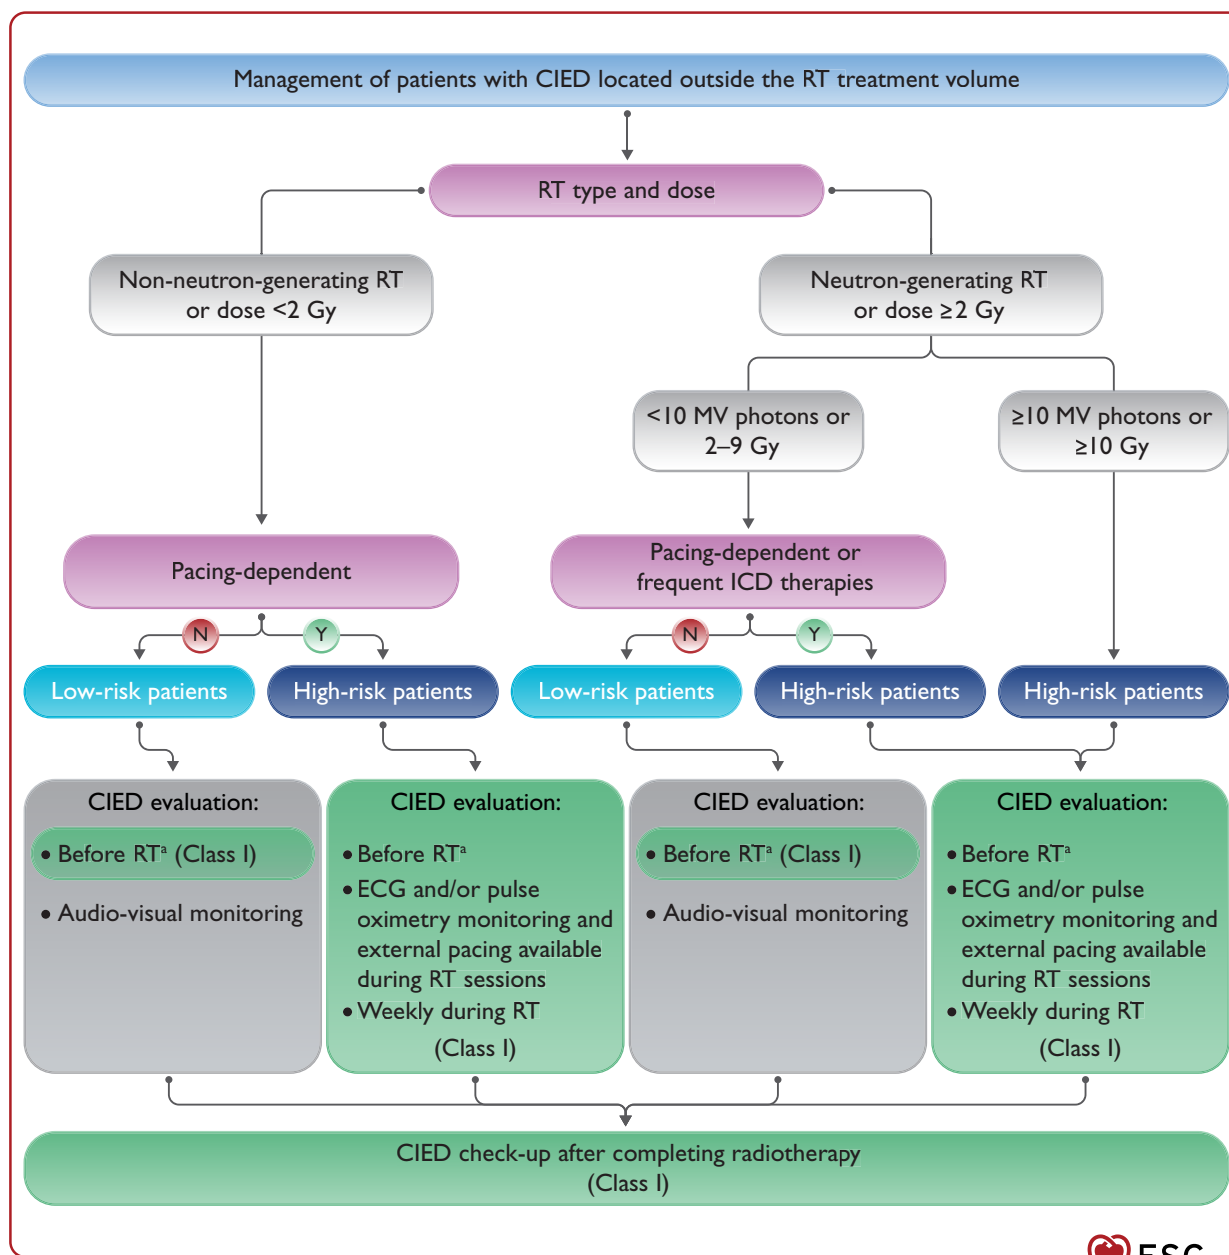 Management of patients with CIED located outside the RT treatment volume
RT type and dose
Non-neutron-generating RT
or dose <2 Gy
Neutron-generating RT
or dose ≥2 Gy
<10 MV photons or
2–9 Gy
≥10 MV photons or
≥10 Gy
Pacing-dependent
Pacing-dependent or
frequent ICD therapies
N
Y
N
Y
Low-risk patients
High-risk patients
Low-risk patients
High-risk patients
High-risk patients
CIED evaluation:
• Before RTᵃ (Class I)
• Audio-visual monitoring
CIED evaluation:
• Before RTᵃ
• ECG and/or pulse
oximetry monitoring and
external pacing available
during RT sessions
• Weekly during RT
(Class I)
CIED evaluation:
• Before RTᵃ (Class I)
• Audio-visual monitoring
CIED evaluation:
• Before RTᵃ
• ECG and/or pulse
oximetry monitoring and
external pacing available
during RT sessions
• Weekly during RT
(Class I)
CIED check-up after completing radiotherapy
(Class I)
ESC